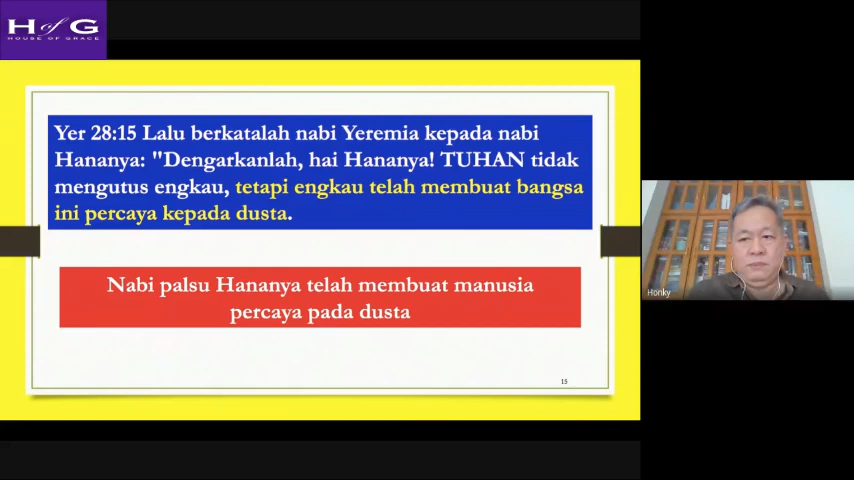 H of G
HOUSE OF GRACE
Yer 28:15 Lalu berkatalah nabi Yeremia kepada nabi
Hananya: "Dengarkanlah, hai Hananya! TUHAN tidak
mengutus engkau, tetapi engkau telah membuat bangsa
ini percaya kepada dusta.
Nabi palsu Hananya telah membuat manusia
percaya pada dusta
15
Honky